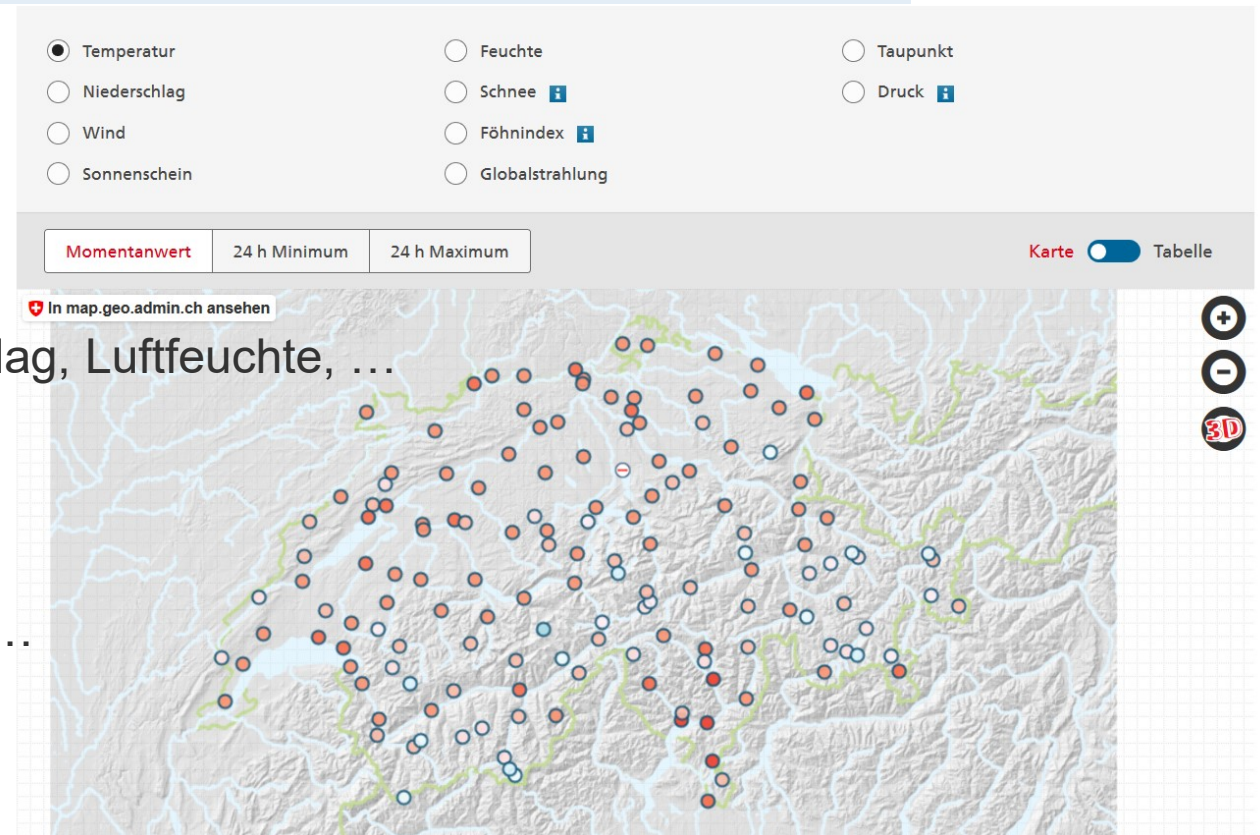 Temperatur Feuchte Taupunkt
Niederschlag Schnee i Druck i
Wind Föhnindex i
Sonnenschein Globalstrahlung
Momentanwert 24 h Minimum 24 h Maximum Karte Tabelle
In map.geo.admin.ch ansehen
lag, Luftfeuchte, …
3D
..